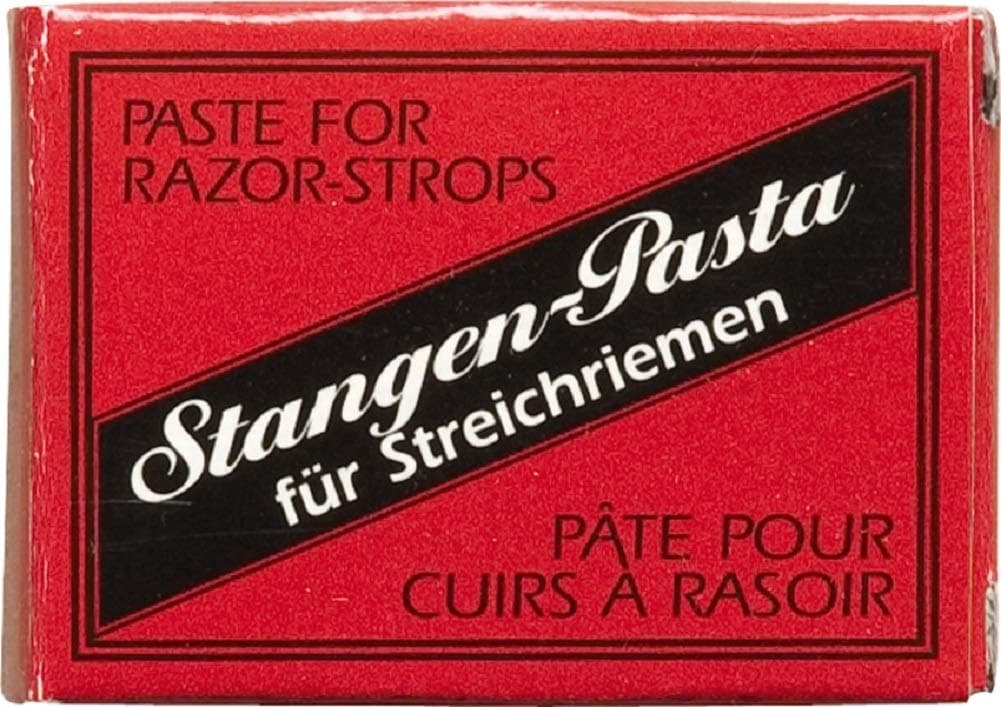 PASTE FOR
RAZOR-STROPS
Stangen-Pasta
für Streichriemen
PÂTE POUR
CUIRS A RASOIR